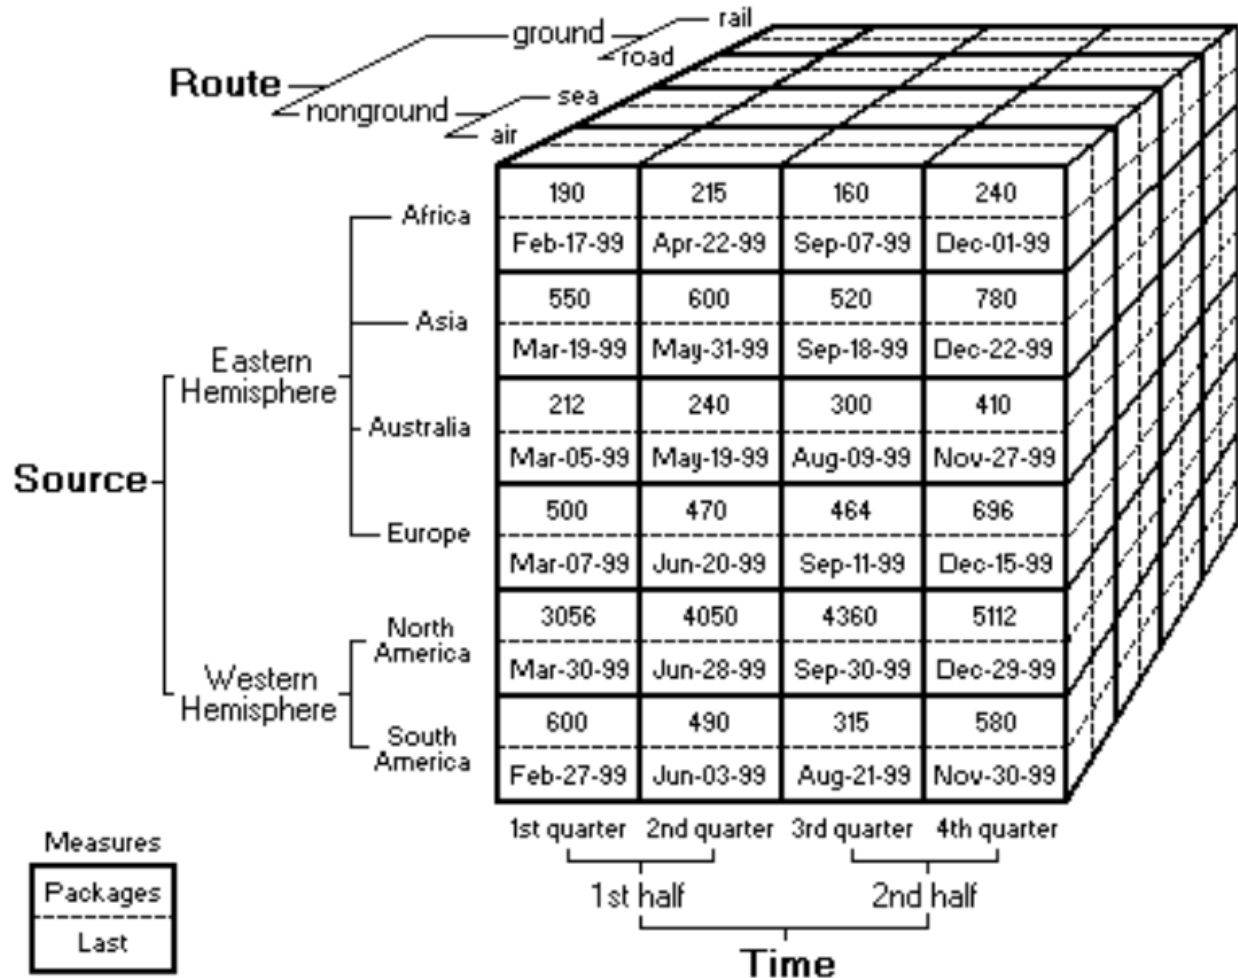 rail
ground
road
Route
sea
nonground
air
190 215 160 240
Africa
Feb-17-99 Apr-22-99 Sep-07-99 Dec-01-99
550 600 520 780
Asia
Mar-19-99 May-31-99 Sep-18-99 Dec-22-99
Eastern
Hemisphere
212 240 300 410
Australia
Mar-05-99 May-19-99 Aug-09-99 Nov-27-99
Source
500 470 464 696
Europe
Mar-07-99 Jun-20-99 Sep-11-99 Dec-15-99
3056 4050 4360 5112
North
America
Mar-30-99 Jun-28-99 Sep-30-99 Dec-29-99
Western
Hemisphere
600 490 315 580
South
America
Feb-27-99 Jun-03-99 Aug-21-99 Nov-30-99
1st quarter 2nd quarter 3rd quarter 4th quarter
Measures
Packages
Last
1st half 2nd half
Time